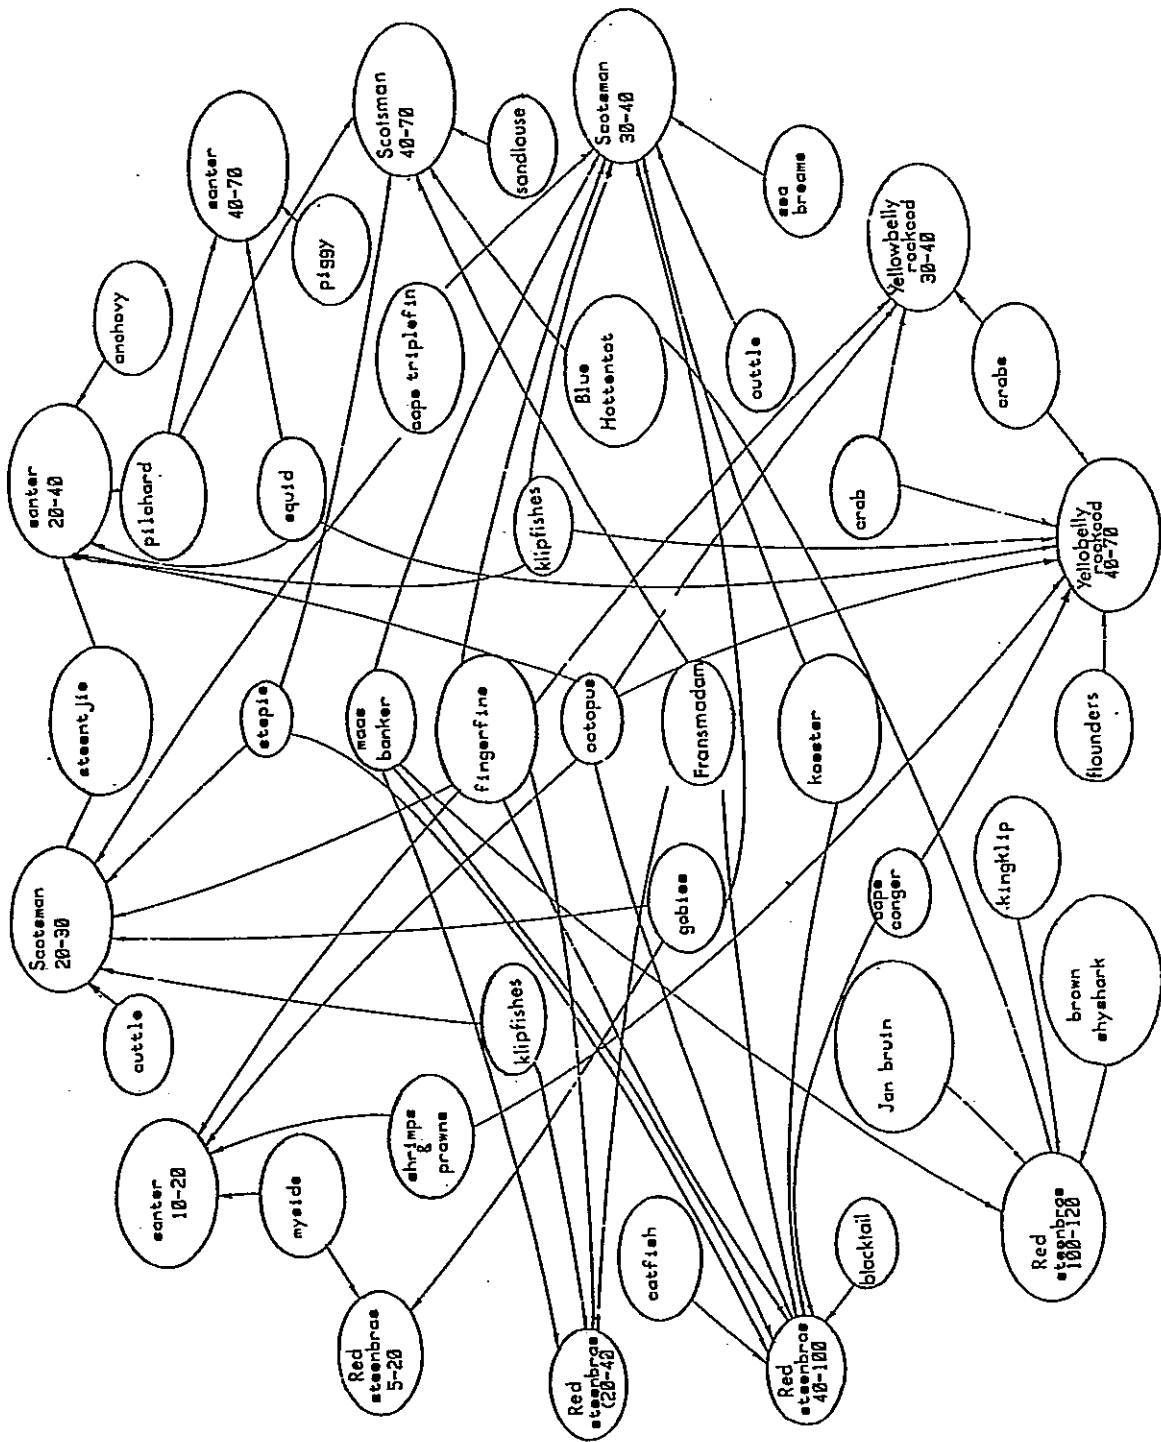 Scotsman
20-30
santer
20-40
cuttle
steentjie
anchovy
santer
10-20
pilchard
santer
40-70
mysids
stepie
squid
piggy
Red
steenbras
5-20
shrimps
&
prawns
maas
banker
cape triplefin
Scotsman
40-70
klipfishes
fingerfins
klipfishes
sandlouse
Red
steenbras
(20-40
octopus
Blue
Hottentot
Scotsman
30-40
catfish
gobies
Fransmadam
cuttle
sea
breams
Red
steenbras
40-100
blacktail
Jan bruin
cape
conger
kooster
crab
Yellowbelly
rockcod
30-40
Red
steenbras
100-120
brown
shyshark
kingklip
flounders
Yellobelly
rockcod
40-70
crabs